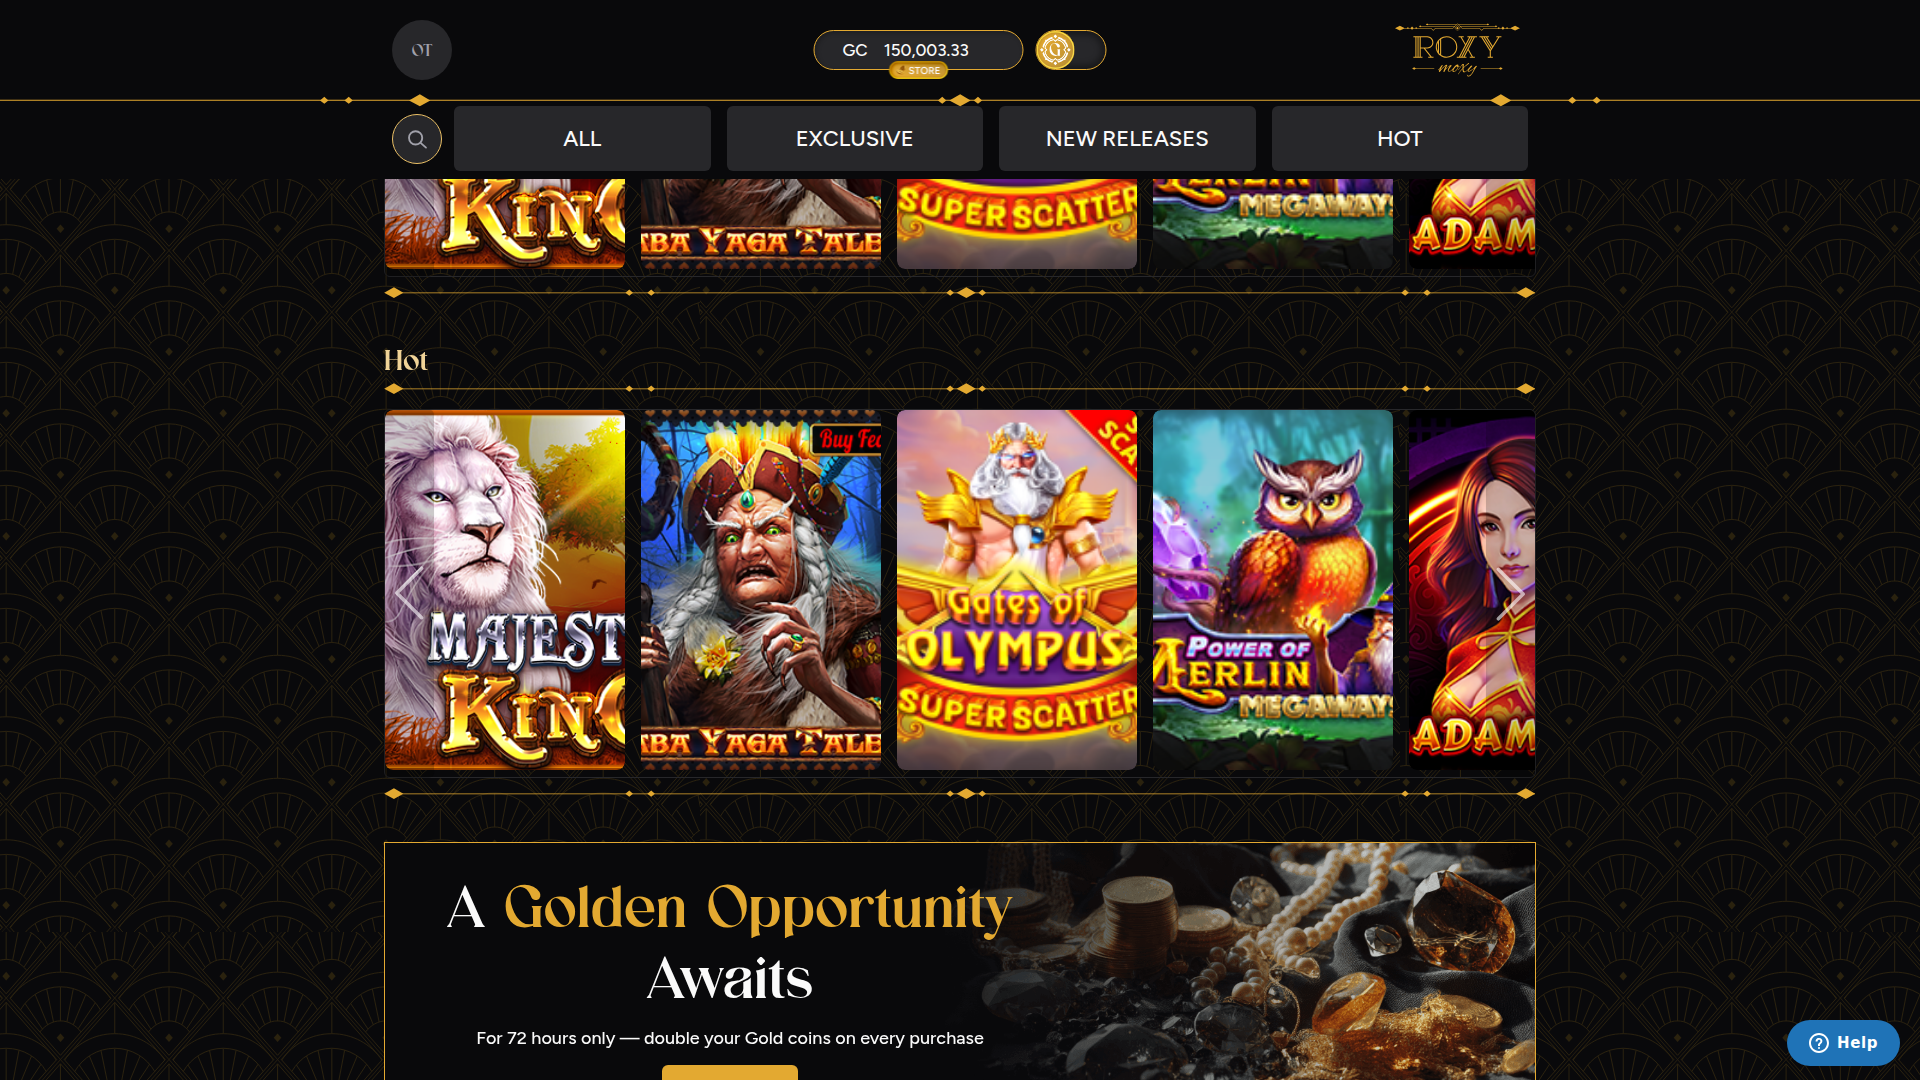 OT
GC 150,003.33
STORE
G
ROXY
moxy
ALL
EXCLUSIVE
NEW RELEASES
HOT
KING
BA YAGA TALE
SUPER SCATTER
MERLIN
MEGAWAYS
ADAM
Hot
MAJEST
KING
Buy Fea
BA YAGA TALE
SCA
Gates of
OLYMPUS
SUPER SCATTER
POWER OF
MERLIN
MEGAWAYS
ADAM
A Golden Opportunity
Awaits
For 72 hours only — double your Gold coins on every purchase
Help